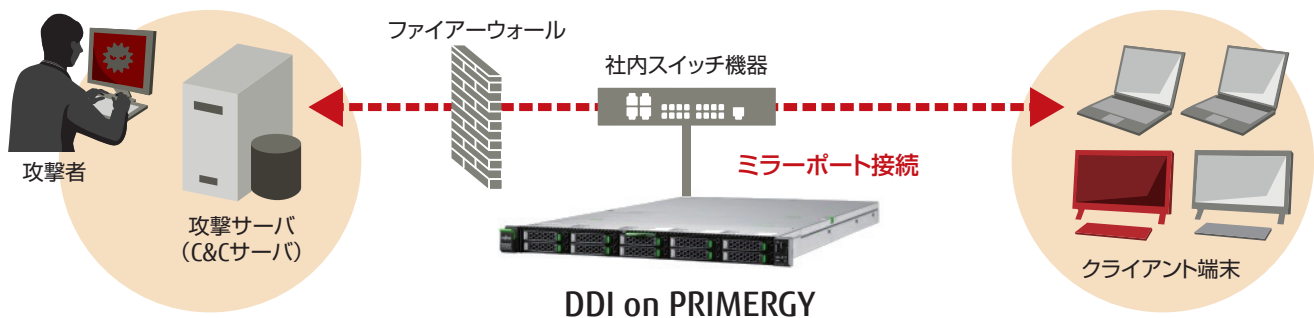 ファイアーウォール
社内スイッチ機器
攻撃者
ミラーポート接続
攻撃サーバ
（C&Cサーバ）
クライアント端末
DDI on PRIMERGY